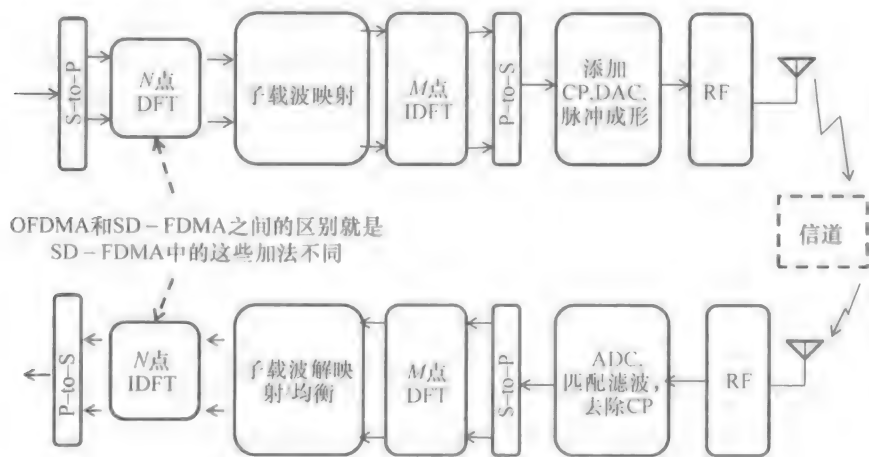 S-to-P
N点
DFT
子载波映射
M点
IDFT
P-to-S
添加
CP,DAC,
脉冲成形
RF
OFDMA和SD-FDMA之间的区别就是
SD-FDMA中的这些加法不同
信道
P-to-S
N点
IDFT
子载波解映
射 均衡
M点
DFT
S-to-P
ADC,
匹配滤波,
去除CP
RF